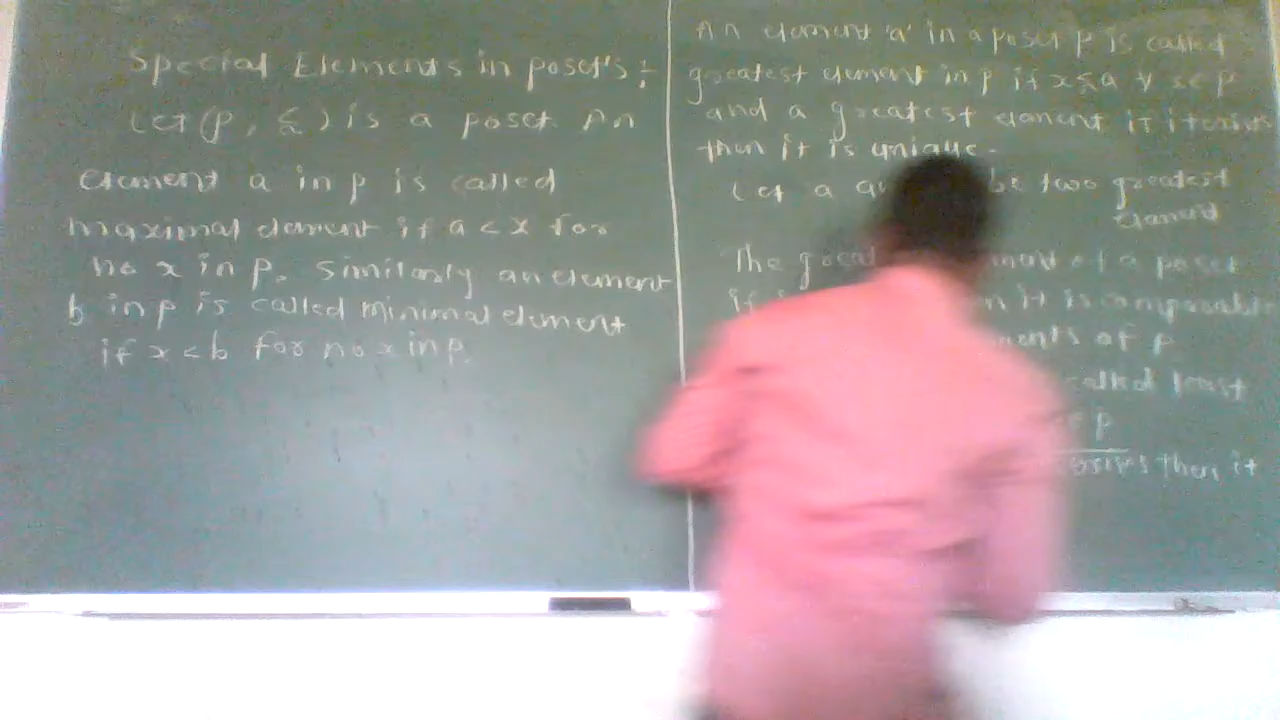 Special Elements in poset's :
Let (p, ≤) is a poset An
element a in p is called
maximal element if a < x for
no x in p. Similarly an element
b in p is called minimal element
if x < b for no x in p.
An element 'a' in a poset p is called
greatest element in p if x ≤ a ∀ x ∈ p
and a greatest element if it exists
then it is unique.
Let a be two greatest
element
The of a poset
if it is comparable
of p
called least
p
then it